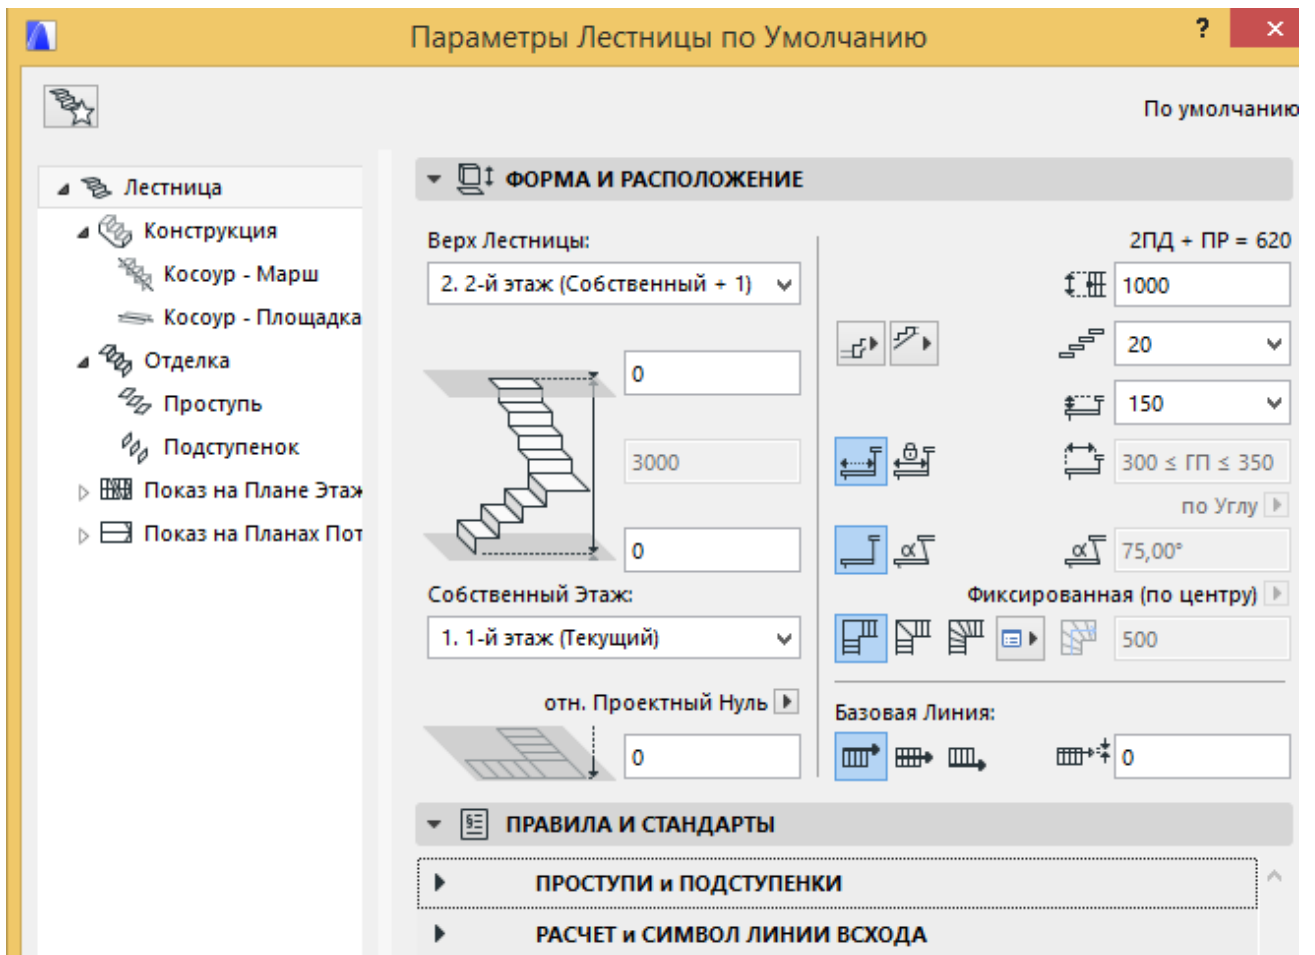 Параметры Лестницы по Умолчанию
?
По умолчанию
Лестница
Конструкция
Косоур - Марш
Косоур - Площадка
Отделка
Проступь
Подступенок
Показ на Плане Этаж
Показ на Планах Пот
ФОРМА И РАСПОЛОЖЕНИЕ
Верх Лестницы:
2. 2-й этаж (Собственный + 1)
0
3000
0
Собственный Этаж:
1. 1-й этаж (Текущий)
отн. Проектный Нуль
0
2ПД + ПР = 620
1000
20
150
300 ≤ ГП ≤ 350
по Углу
α
α
75,00°
Фиксированная (по центру)
500
Базовая Линия:
0
ПРАВИЛА И СТАНДАРТЫ
ПРОСТУПИ и ПОДСТУПЕНКИ
РАСЧЕТ и СИМВОЛ ЛИНИИ ВСХОДА